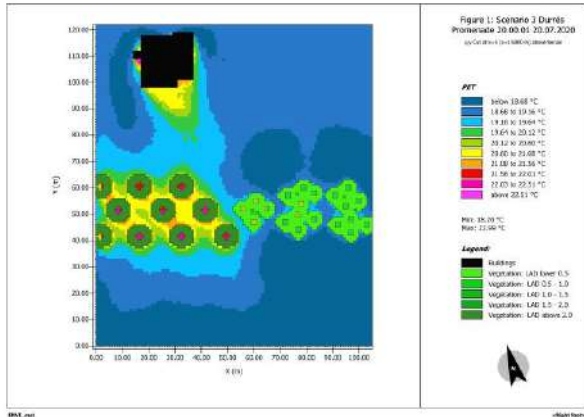 Figure 1: Scenario 3 Durrës
Promenade 20.00.01 20.07.2020
PET
below 18.68 °C
18.68 to 19.16 °C
19.16 to 19.64 °C
19.64 to 20.12 °C
20.12 to 20.60 °C
20.60 to 21.08 °C
21.08 to 21.56 °C
21.56 to 22.03 °C
22.03 to 22.51 °C
above 22.51 °C
Min:
Max:
Legend:
Buildings
Vegetation: LAD lower 0.5
Vegetation: LAD 0.5 - 1.0
Vegetation: LAD 1.0 - 1.5
Vegetation: LAD 1.5 - 2.0
Vegetation: LAD above 2.0
N
120.00
110.00
100.00
90.00
80.00
70.00
60.00
50.00
40.00
30.00
20.00
10.00
0.00
Y (m)
0.00 10.00 20.00 30.00 40.00 50.00 60.00 70.00 80.00 90.00 100.00
X (m)